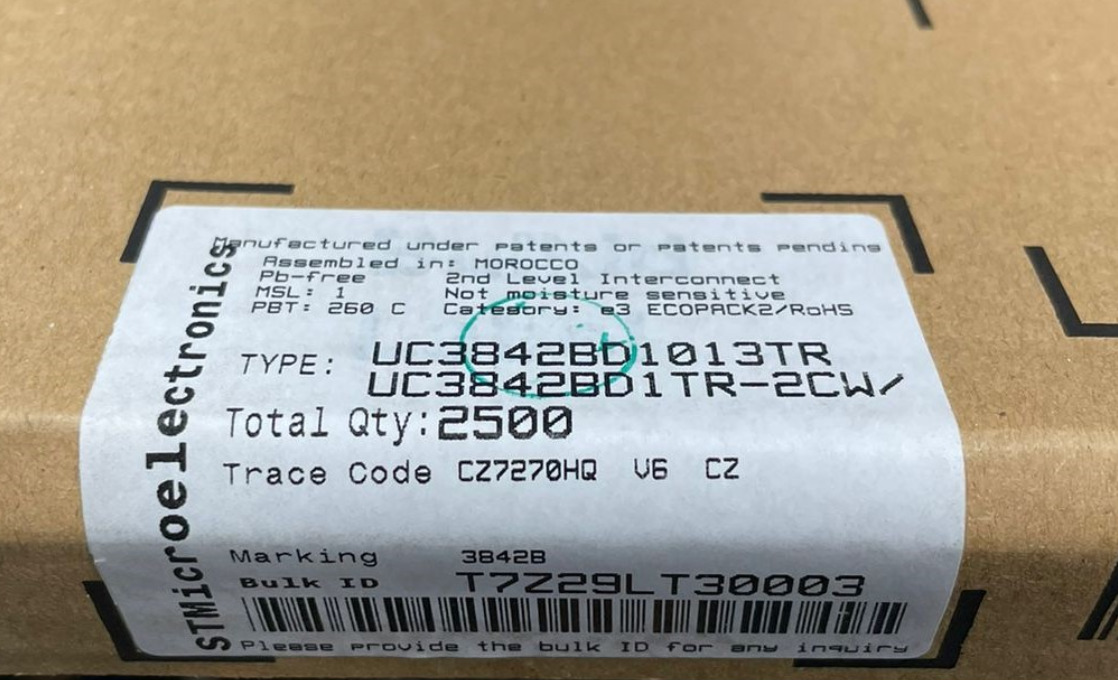 STMicroelectronics
Manufactured under patents or patents pending
Assembled in: MOROCCO
Pb-free 2nd Level Interconnect
MSL: 1 Not moisture sensitive
PBT: 260 C Category: e3 ECOPACK2/RoHS
TYPE: UC3842BD1013TR
UC3842BD1TR-2CW/
Total Qty: 2500
Trace Code CZ7270HQ V6 CZ
Marking 3842B
Bulk ID T7Z29LT30003
Please provide the bulk ID for any inquiry